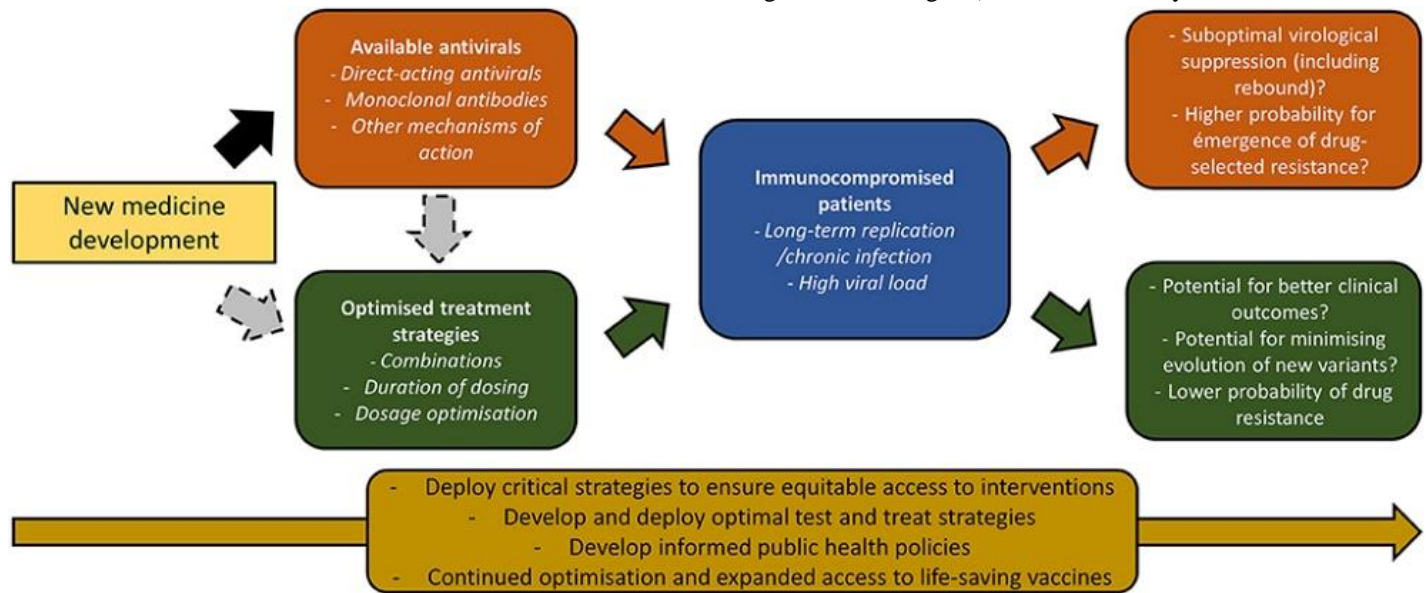 Available antivirals
- Direct-acting antivirals
- Monoclonal antibodies
- Other mechanisms of
action
New medicine
development
Optimised treatment
strategies
- Combinations
- Duration of dosing
- Dosage optimisation
Immunocompromised
patients
- Long-term replication
/chronic infection
- High viral load
- Suboptimal virological
suppression (including
rebound)?
- Higher probability for
émergence of drug-
selected resistance?
- Potential for better clinical
outcomes?
- Potential for minimising
evolution of new variants?
- Lower probability of drug
resistance
- Deploy critical strategies to ensure equitable access to interventions
- Develop and deploy optimal test and treat strategies
- Develop informed public health policies
- Continued optimisation and expanded access to life-saving vaccines